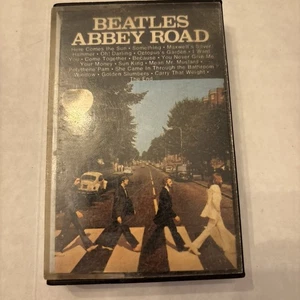 BEATLES
ABBEY ROAD
Here Comes the Sun • Something • Maxwell's Silver
Hammer • Oh! Darling • Octopus's Garden • I Want
You • Come Together • Because • You Never Give Me
Your Money • Sun King • Mean Mr. Mustard •
Polythene Pam • She Came In Through the Bathroom
Window • Golden Slumbers • Carry That Weight •
The End